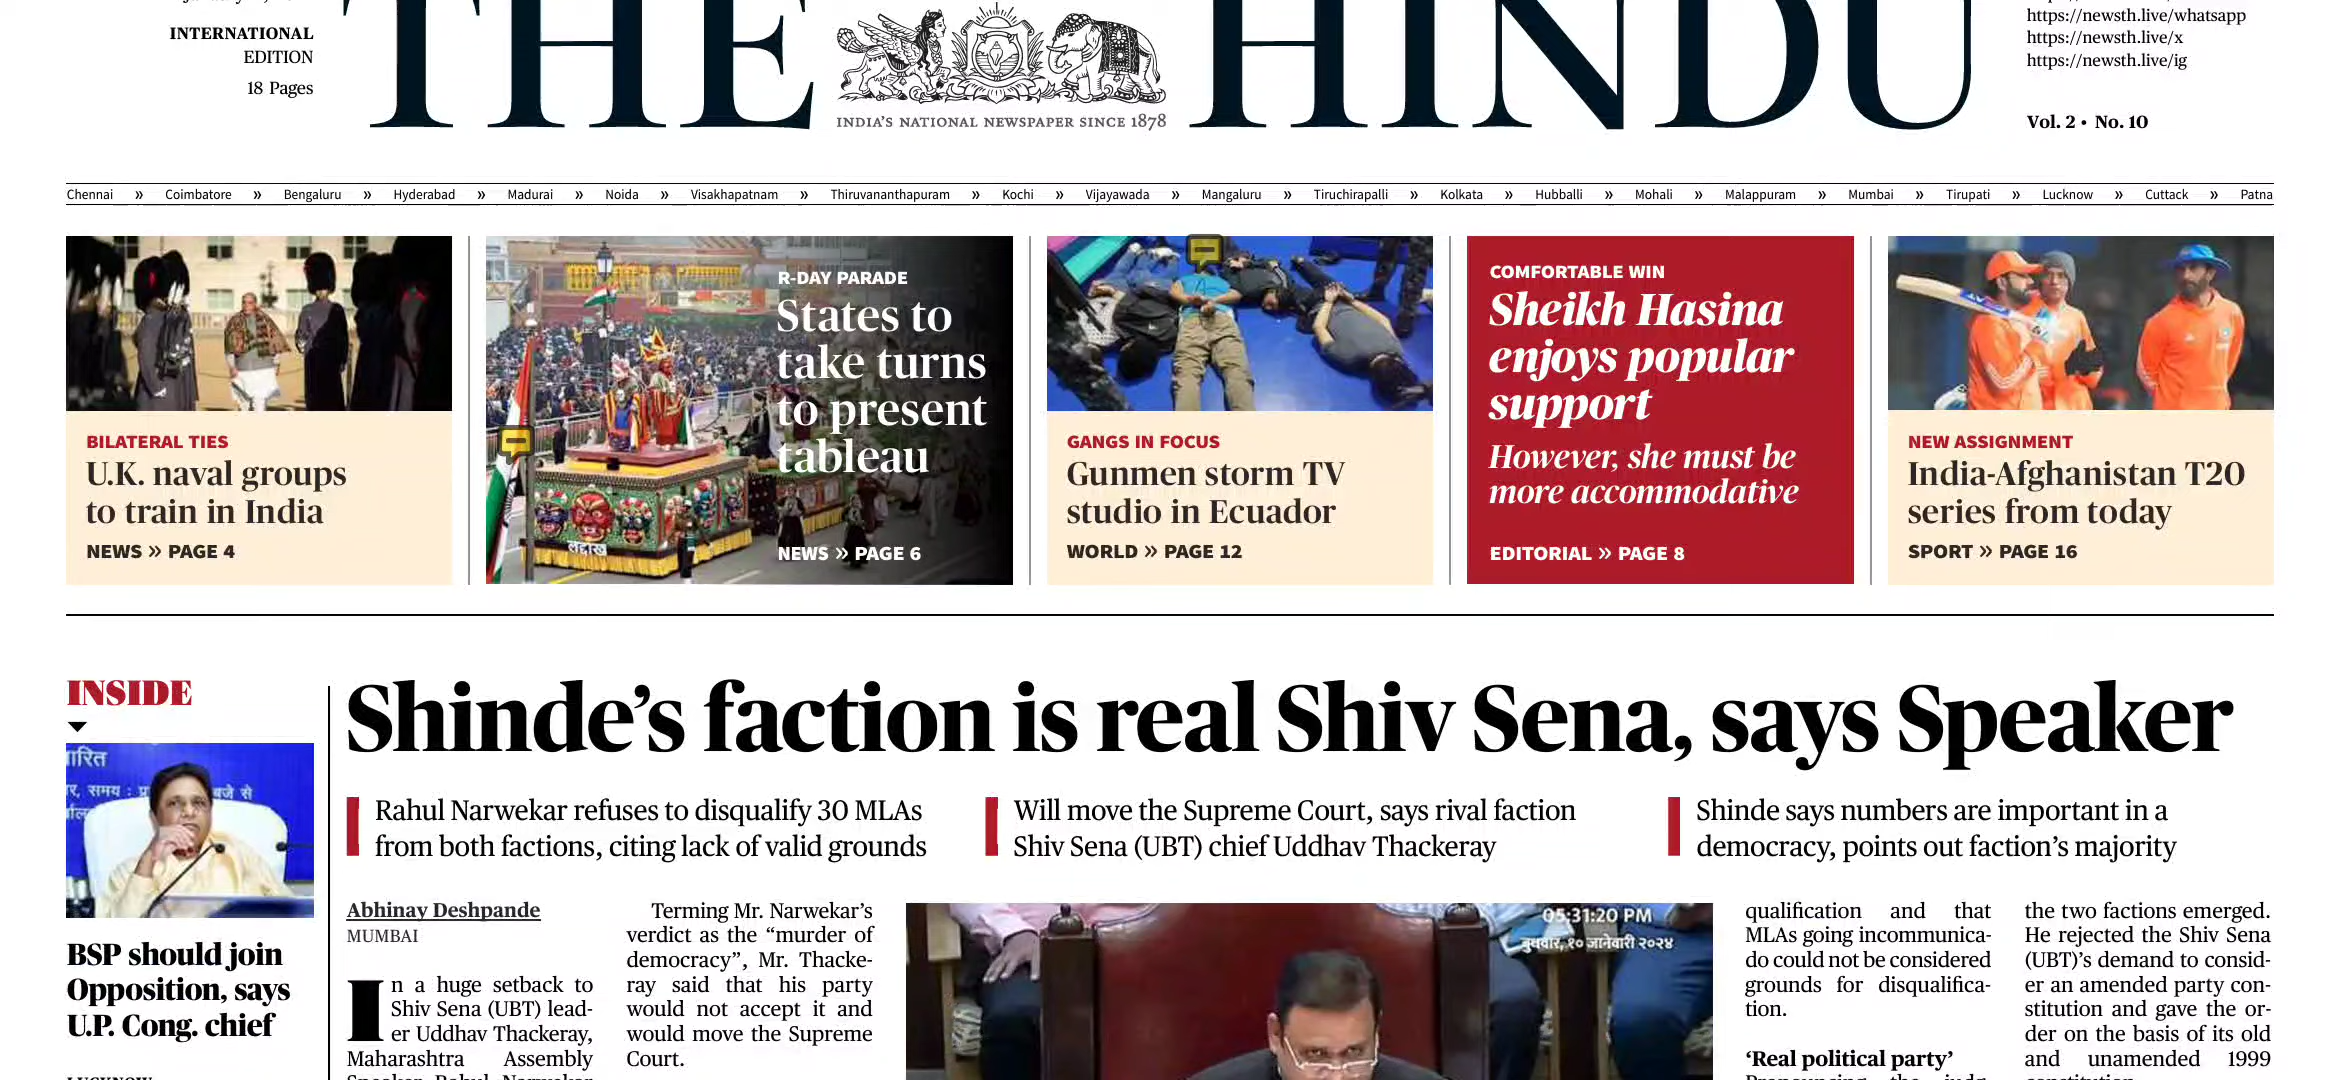 INTERNATIONAL
EDITION
18 Pages
THE HINDU
INDIA'S NATIONAL NEWSPAPER SINCE 1878
https://newsth.live/whatsapp
https://newsth.live/x
https://newsth.live/ig
Vol. 2 • No. 10
Chennai » Coimbatore » Bengaluru » Hyderabad » Madurai » Noida » Visakhapatnam » Thiruvananthapuram » Kochi » Vijayawada » Mangaluru » Tiruchirapalli » Kolkata » Hubballi » Mohali » Malappuram » Mumbai » Tirupati » Lucknow » Cuttack » Patna
BILATERAL TIES
U.K. naval groups
to train in India
NEWS » PAGE 4
लद्दाख
R-DAY PARADE
States to
take turns
to present
tableau
NEWS » PAGE 6
GANGS IN FOCUS
Gunmen storm TV
studio in Ecuador
WORLD » PAGE 12
COMFORTABLE WIN
Sheikh Hasina
enjoys popular
support
However, she must be
more accommodative
EDITORIAL » PAGE 8
NEW ASSIGNMENT
India-Afghanistan T20
series from today
SPORT » PAGE 16
INSIDE
BSP should join
Opposition, says
U.P. Cong. chief
Shinde's faction is real Shiv Sena, says Speaker
Rahul Narwekar refuses to disqualify 30 MLAs
from both factions, citing lack of valid grounds
Will move the Supreme Court, says rival faction
Shiv Sena (UBT) chief Uddhav Thackeray
Shinde says numbers are important in a
democracy, points out faction's majority
Abhinay Deshpande
MUMBAI
In a huge setback to
Shiv Sena (UBT) lead-
er Uddhav Thackeray,
Maharashtra Assembly
Speaker Rahul Narwekar
Terming Mr. Narwekar's
verdict as the "murder of
democracy", Mr. Thacke-
ray said that his party
would not accept it and
would move the Supreme
Court.
05:31:20 PM
बुधवार, १० जानेवारी २०२४
qualification and that
MLAs going incommunica-
do could not be considered
grounds for disqualifica-
tion.
'Real political party'
the two factions emerged.
He rejected the Shiv Sena
(UBT)'s demand to consid-
er an amended party con-
stitution and gave the or-
der on the basis of its old
and unamended 1999